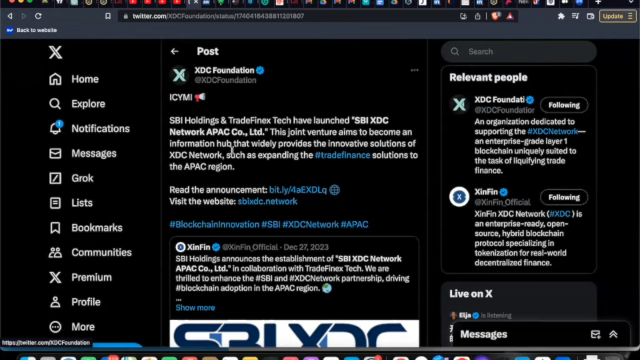 twitter.com/XDCFoundation/status/1740416438811201807
Update
Back to website
Home
Explore
1
Notifications
Messages
Grok
Lists
Bookmarks
Communities
Premium
Profile
More
https://twitter.com/XDCFoundation
Post
XDC Foundation
@XDCFoundation
ICYMI 📢
SBI Holdings & TradeFinex Tech have launched "SBI XDC
Network APAC Co., Ltd." This joint venture aims to become an
information hub that widely provides the innovative solutions of
XDC Network, such as expanding the #tradefinance solutions to
the APAC region.
Read the announcement: bit.ly/4aEXDLq 🌐
Visit the website: sbixdc.network
#BlockchainInnovation #SBI #XDCNetwork #APAC
XinFin @XinFin_Official · Dec 27, 2023
SBI Holdings announces the establishment of "SBI XDC Network
APAC Co., Ltd." in collaboration with TradeFinex Tech. We are
thrilled to enhance the #SBI and #XDCNetwork partnership, driving
#blockchain adoption in the APAC region. 🌏
...
Show more
SBI XDC
Search
Relevant people
XDC Foundati
@XDCFoundation
Following
An organization dedicated to
supporting the #XDCNetwork—
an enterprise-grade layer 1
blockchain uniquely suited to
the task of liquifying trade
finance.
XinFin
@XinFin_Official
Following
XinFin XDC Network (#XDC) is
an enterprise-ready, open-
source, hybrid blockchain
protocol specializing in
tokenization for real-world
decentralized finance.
Live on X
Elja is listening
Messages